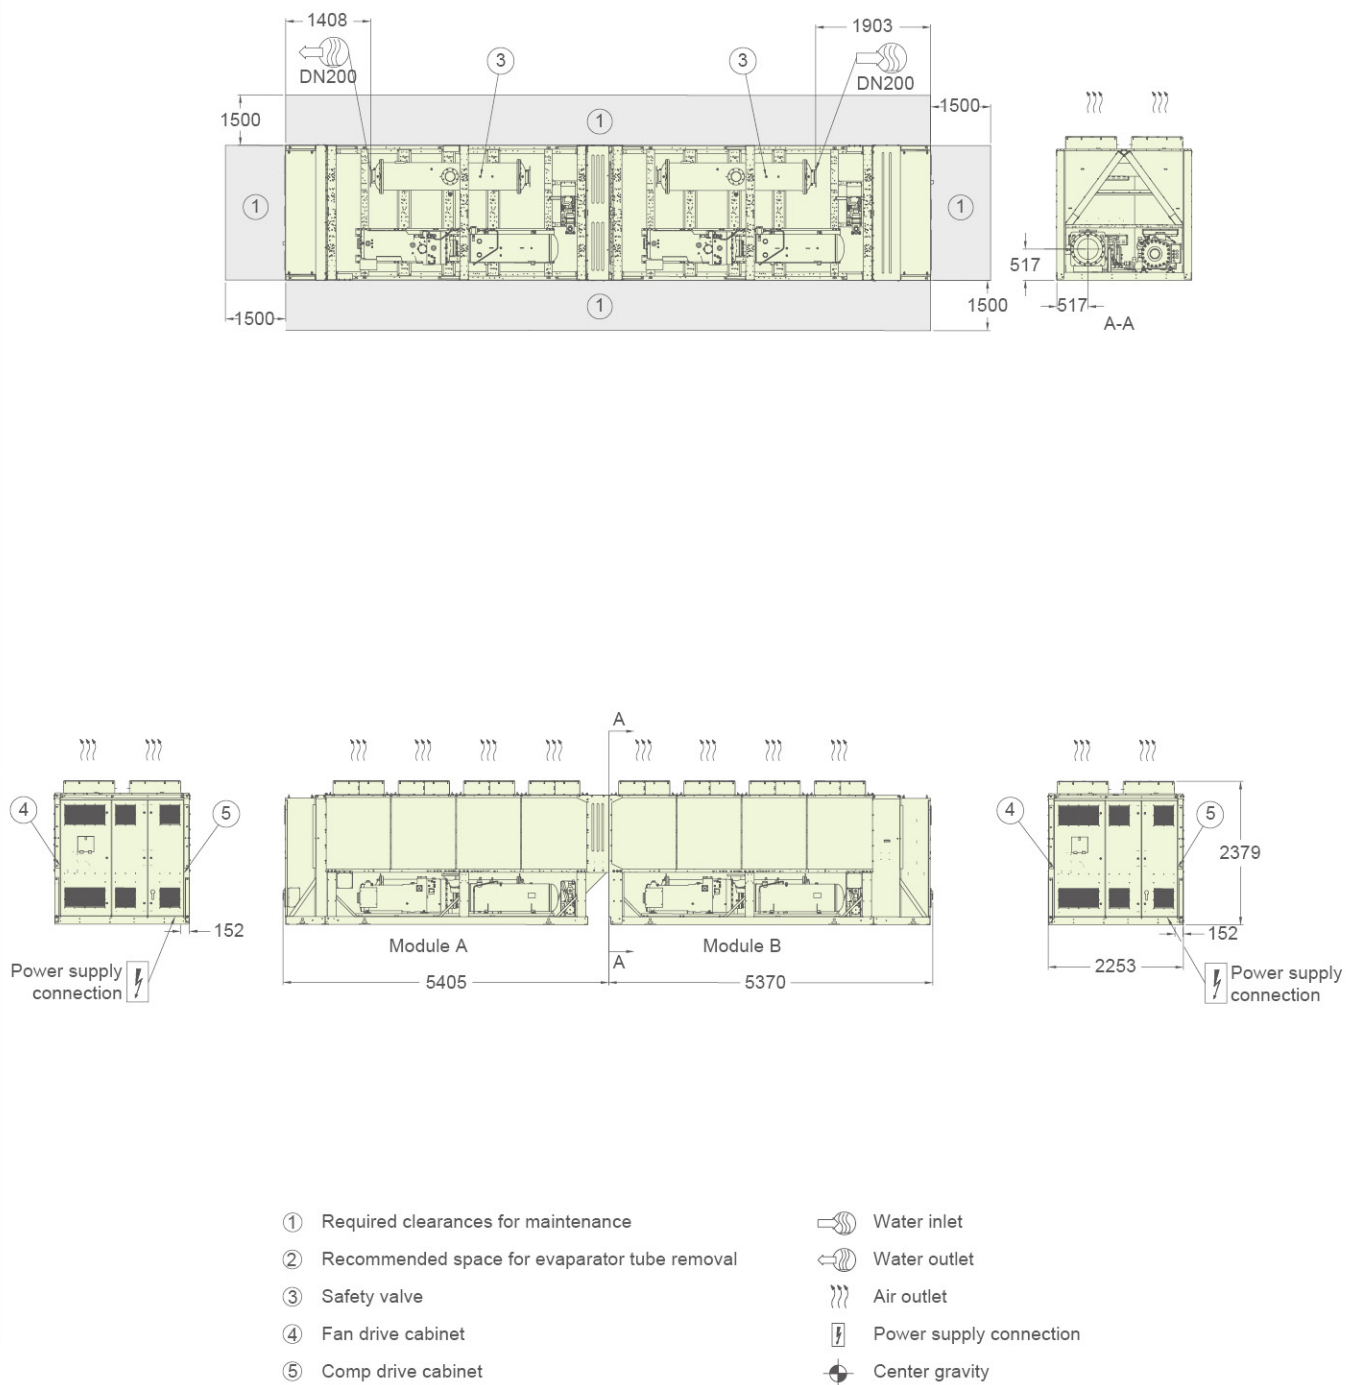 1408
1903
DN200
3
3
DN200
1500
1
1500
1
1
517
1500
1
1500
517
A-A
A
4
5
4
5
2379
152
Module A
Module B
A
152
Power supply
connection
5405
5370
2253
Power supply
connection
1 Required clearances for maintenance
Water inlet
2 Recommended space for evaparator tube removal
Water outlet
3 Safety valve
Air outlet
4 Fan drive cabinet
Power supply connection
5 Comp drive cabinet
Center gravity